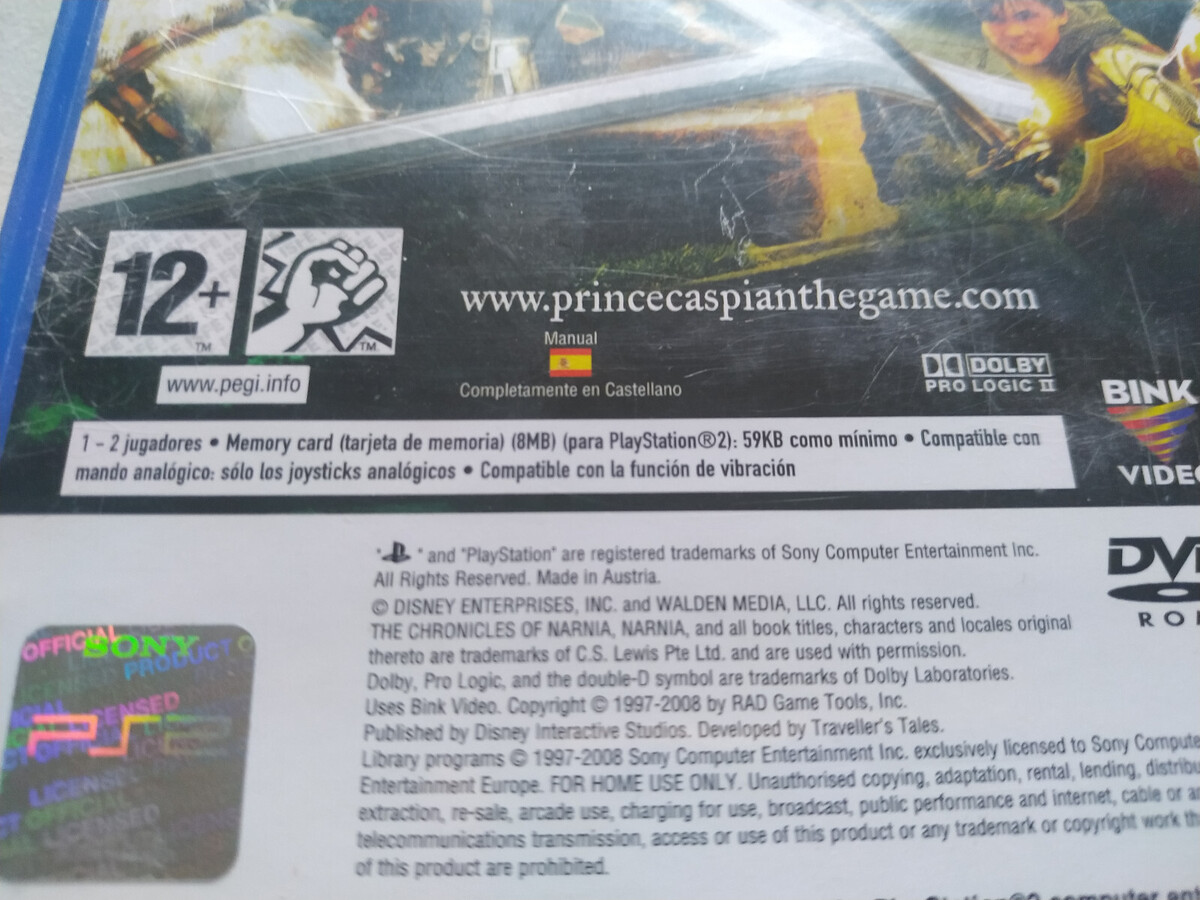 12+
TM
TM
www.pegi.info
www.princecaspianthegame.com
Manual
Completamente en Castellano
DOLBY
PRO LOGIC II
BINK
1 – 2 jugadores • Memory card (tarjeta de memoria) (8MB) (para PlayStation®2): 59KB como mínimo • Compatible con
mando analógico: sólo los joysticks analógicos • Compatible con la función de vibración
" " and "PlayStation" are registered trademarks of Sony Computer Entertainment Inc.
All Rights Reserved. Made in Austria.
© DISNEY ENTERPRISES, INC. and WALDEN MEDIA, LLC. All rights reserved.
THE CHRONICLES OF NARNIA, NARNIA, and all book titles, characters and locales original
thereto are trademarks of C.S. Lewis Pte Ltd. and are used with permission.
Dolby, Pro Logic, and the double-D symbol are trademarks of Dolby Laboratories.
Uses Bink Video. Copyright © 1997-2008 by RAD Game Tools, Inc.
Published by Disney Interactive Studios. Developed by Traveller's Tales.
Library programs © 1997-2008 Sony Computer Entertainment Inc. exclusively licensed to Sony
Entertainment Europe. FOR HOME USE ONLY. Unauthorised copying, adaptation, rental, lending,
extraction, re-sale, arcade use, charging for use, broadcast, public performance and internet, cable or
telecommunications transmission, access or use of this product or any trademark or copyright work
of this product are prohibited.
OFFICIAL SONY PRODUCT
LICENSED
PS2
LICENSED
OFFICIAL
LICENSED
computer